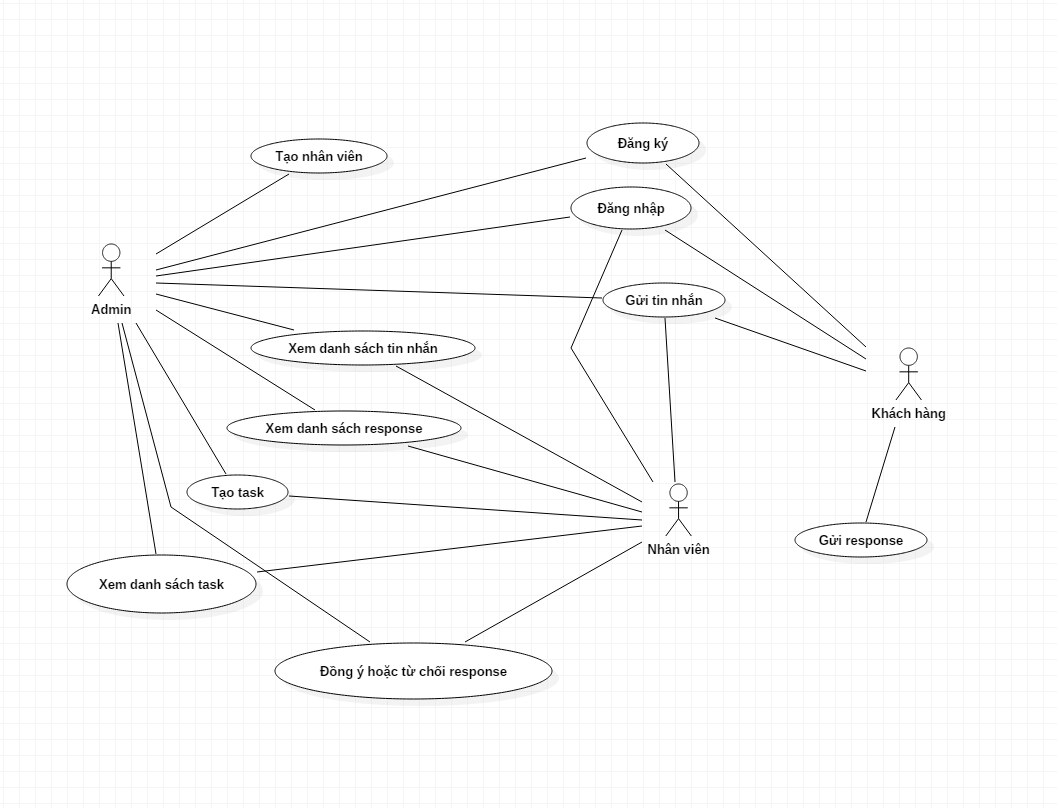 Đăng ký
Tạo nhân viên
Đăng nhập
Gửi tin nhắn
Admin
Xem danh sách tin nhắn
Khách hàng
Xem danh sách response
Tạo task
Gửi response
Nhân viên
Xem danh sách task
Đồng ý hoặc từ chối response